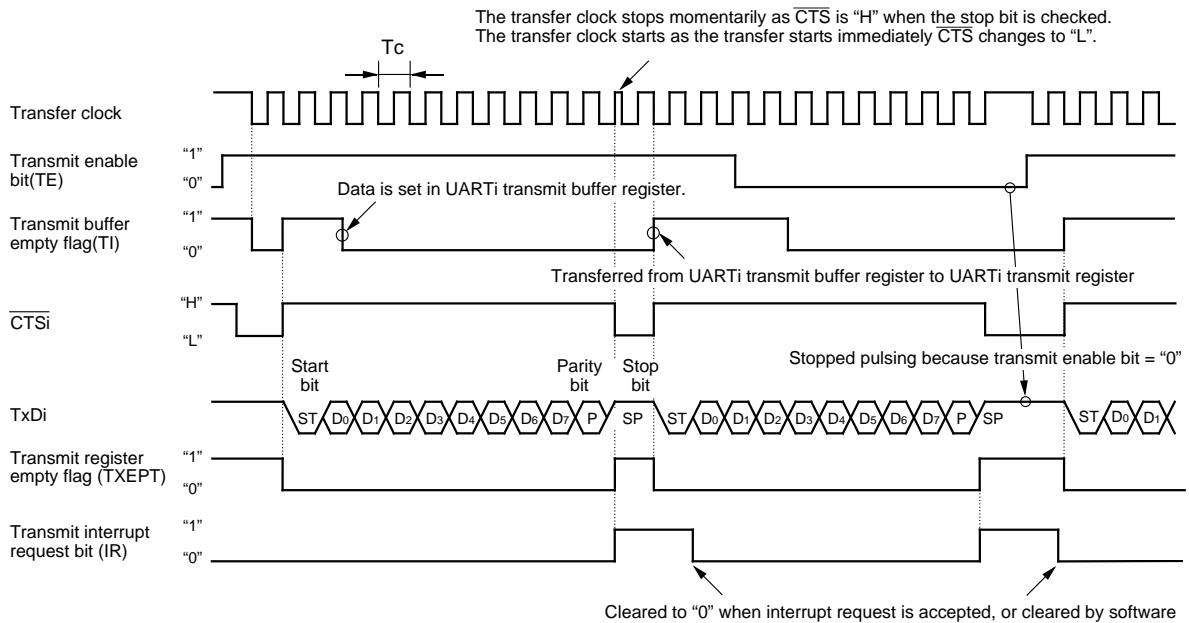 The transfer clock stops momentarily as CTS is “H” when the stop bit is checked.
The transfer clock starts as the transfer starts immediately CTS changes to “L”.
Tc
Transfer clock
Transmit enable
bit(TE)
“1”
“0”
Data is set in UARTi transmit buffer register.
Transmit buffer
empty flag(TI)
“1”
“0”
Transferred from UARTi transmit buffer register to UARTi transmit register
CTSi
“H”
“L”
Stopped pulsing because transmit enable bit = “0”
Start
bit
Parity
bit
Stop
bit
TxDi
ST D0 D1 D2 D3 D4 D5 D6 D7 P SP ST D0 D1 D2 D3 D4 D5 D6 D7 P SP ST D0 D1
Transmit register
empty flag (TXEPT)
“1”
“0”
Transmit interrupt
request bit (IR)
“1”
“0”
Cleared to “0” when interrupt request is accepted, or cleared by software